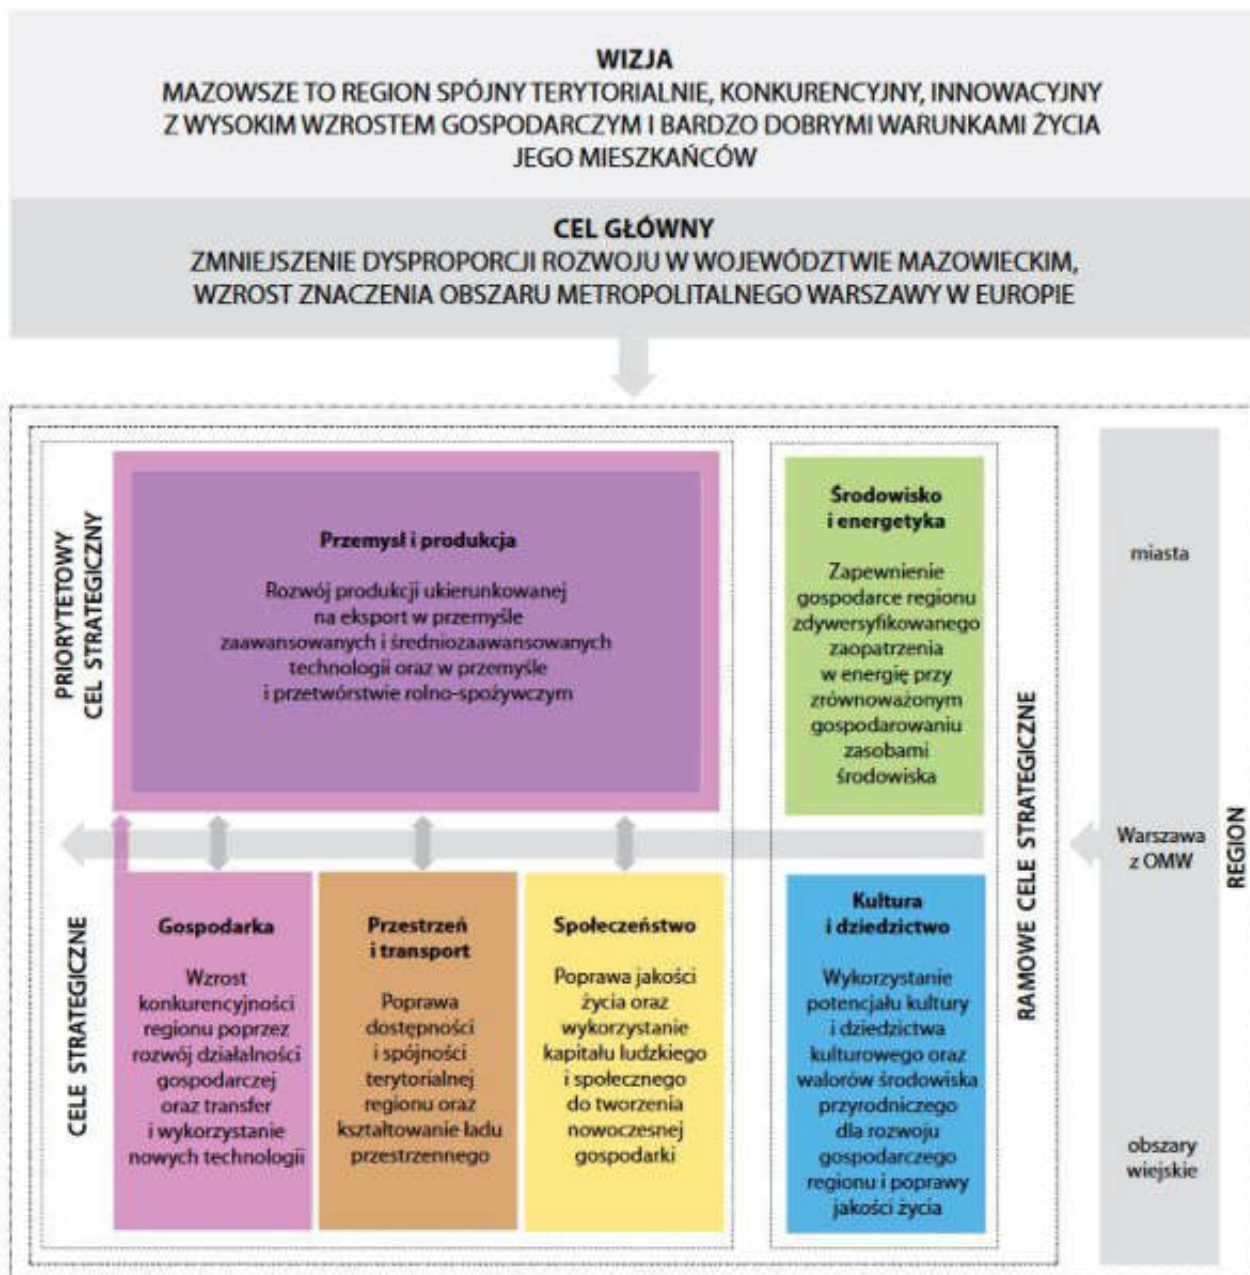 WIZJA
MAZOWSZE TO REGION SPÓJNY TERYTORIALNIE, KONKURENCYJNY, INNOWACYJNY
Z WYSOKIM WZROSTEM GOSPODARCZYM I BARDZO DOBRYMI WARUNKAMI ŻYCIA
JEGO MIESZKAŃCÓW
CEL GŁÓWNY
ZMNIEJSZENIE DYSPROPORCJI ROZWOJU W WOJEWÓDZTWIE MAZOWIECKIM,
WZROST ZNACZENIA OBSZARU METROPOLITALNEGO WARSZAWY W EUROPIE
PRIORYTETOWY
CEL STRATEGICZNY
Przemysł i produkcja
Rozwój produkcji ukierunkowanej
na eksport w przemyśle
zaawansowanych i średniozaawansowanych
technologii oraz w przemyśle
i przetwórstwie rolno-spożywczym
Środowisko
i energetyka
Zapewnienie
gospodarce regionu
zdywersyfikowanego
zaopatrzenia
w energię przy
zrównoważonym
gospodarowaniu
zasobami
środowiska
CELE STRATEGICZNE
Gospodarka
Wzrost
konkurencyjności
regionu poprzez
rozwój działalności
gospodarczej
oraz transfer
i wykorzystanie
nowych technologii
Przestrzeń
i transport
Poprawa
dostępności
i spójności
terytorialnej
regionu oraz
kształtowanie ładu
przestrzennego
Społeczeństwo
Poprawa jakości
życia oraz
wykorzystanie
kapitału ludzkiego
i społecznego
do tworzenia
nowoczesnej
gospodarki
Kultura
i dziedzictwo
Wykorzystanie
potencjału kultury
i dziedzictwa
kulturowego oraz
walorów środowiska
przyrodniczego
dla rozwoju
gospodarczego
regionu i poprawy
jakości życia
RAMOWE CELE STRATEGICZNE
miasta
Warszawa
z OMW
obszary
wiejskie
REGION